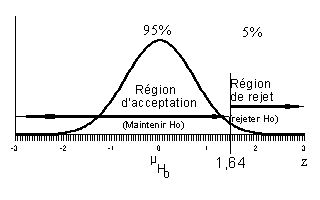 95%
5%
Région
d'acceptation
Région
de rejet
(Maintenir Ho)
(rejeter Ho)
-3 -2 -1 0 1 2 3
μHo
1,64
z